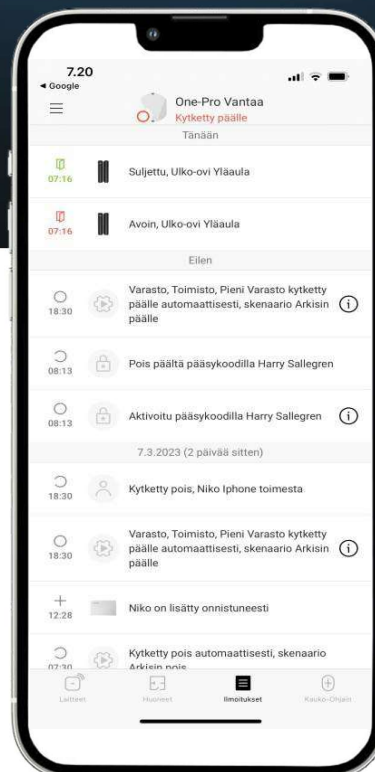 7.20
◀ Google
One-Pro Vantaa
Kytketty päälle
Tänään
07:16
Suljettu, Ulko-ovi Yläaula
07:16
Avoin, Ulko-ovi Yläaula
Eilen
18:30
Varasto, Toimisto, Pieni Varasto kytketty
päälle automaattisesti, skenaario Arkisin
päälle
08:13
Pois päältä pääsykoodilla Harry Sallegren
08:13
Aktivoitu pääsykoodilla Harry Sallegren
7.3.2023 (2 päivää sitten)
18:30
Kytketty pois, Niko Iphone toimesta
18:30
Varasto, Toimisto, Pieni Varasto kytketty
päälle automaattisesti, skenaario Arkisin
päälle
12:28
Niko on lisätty onnistuneesti
07:30
Kytketty pois automaattisesti, skenaario
Arkisin pois
Laitteet
Huoneet
Ilmoitukset
Kauko-Ohjain